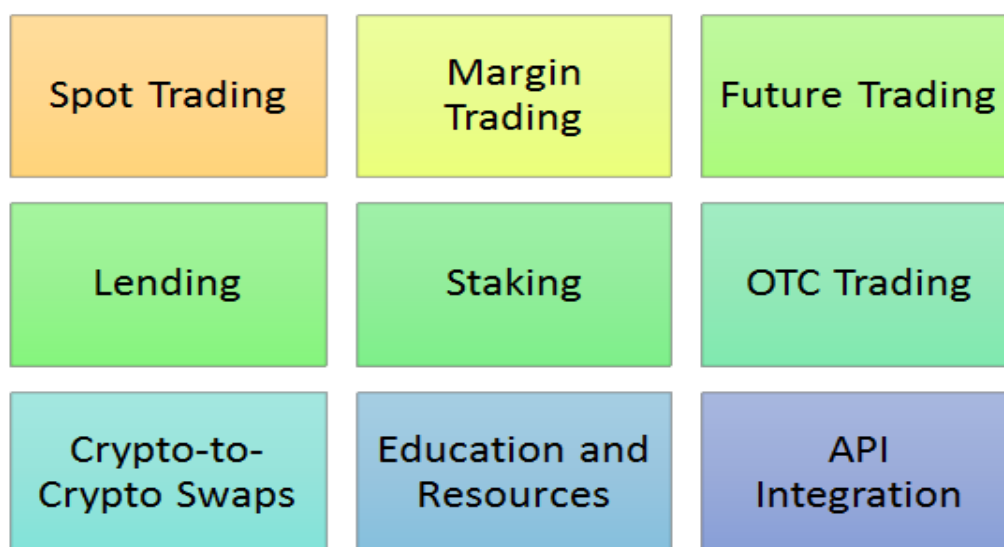 Spot Trading
Margin
Trading
Future Trading
Lending
Staking
OTC Trading
Crypto-to-
Crypto Swaps
Education and
Resources
API
Integration